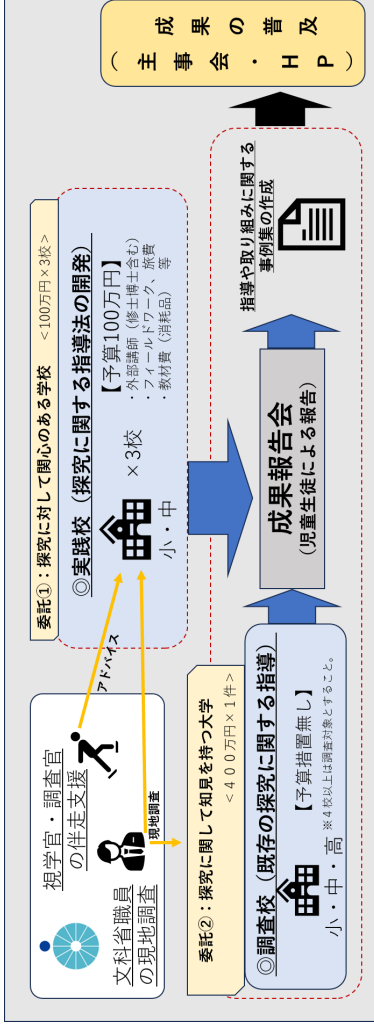 視学官・調査官
の伴走支援
文科省職員
の現地調査
アドバイス
現地調査
委託①：探究に対して関心のある学校　＜100万円×3校＞
◎実践校（探究に関する指導法の開発）
小・中
×3校
【予算100万円】
・外部講師（修士博士含む）
・フィールドワーク、旅費
・教材費（消耗品）　等
委託②：探究に関して知見を持つ大学
＜４００万円×１件＞
◎調査校（既存の探究に関する指導）
小・中・高
【予算措置無し】
※４校以上は調査対象とすること。
成果報告会
（児童生徒による報告）
指導や取り組みに関する
事例集の作成
成果の普及
（主事会・ＨＰ）